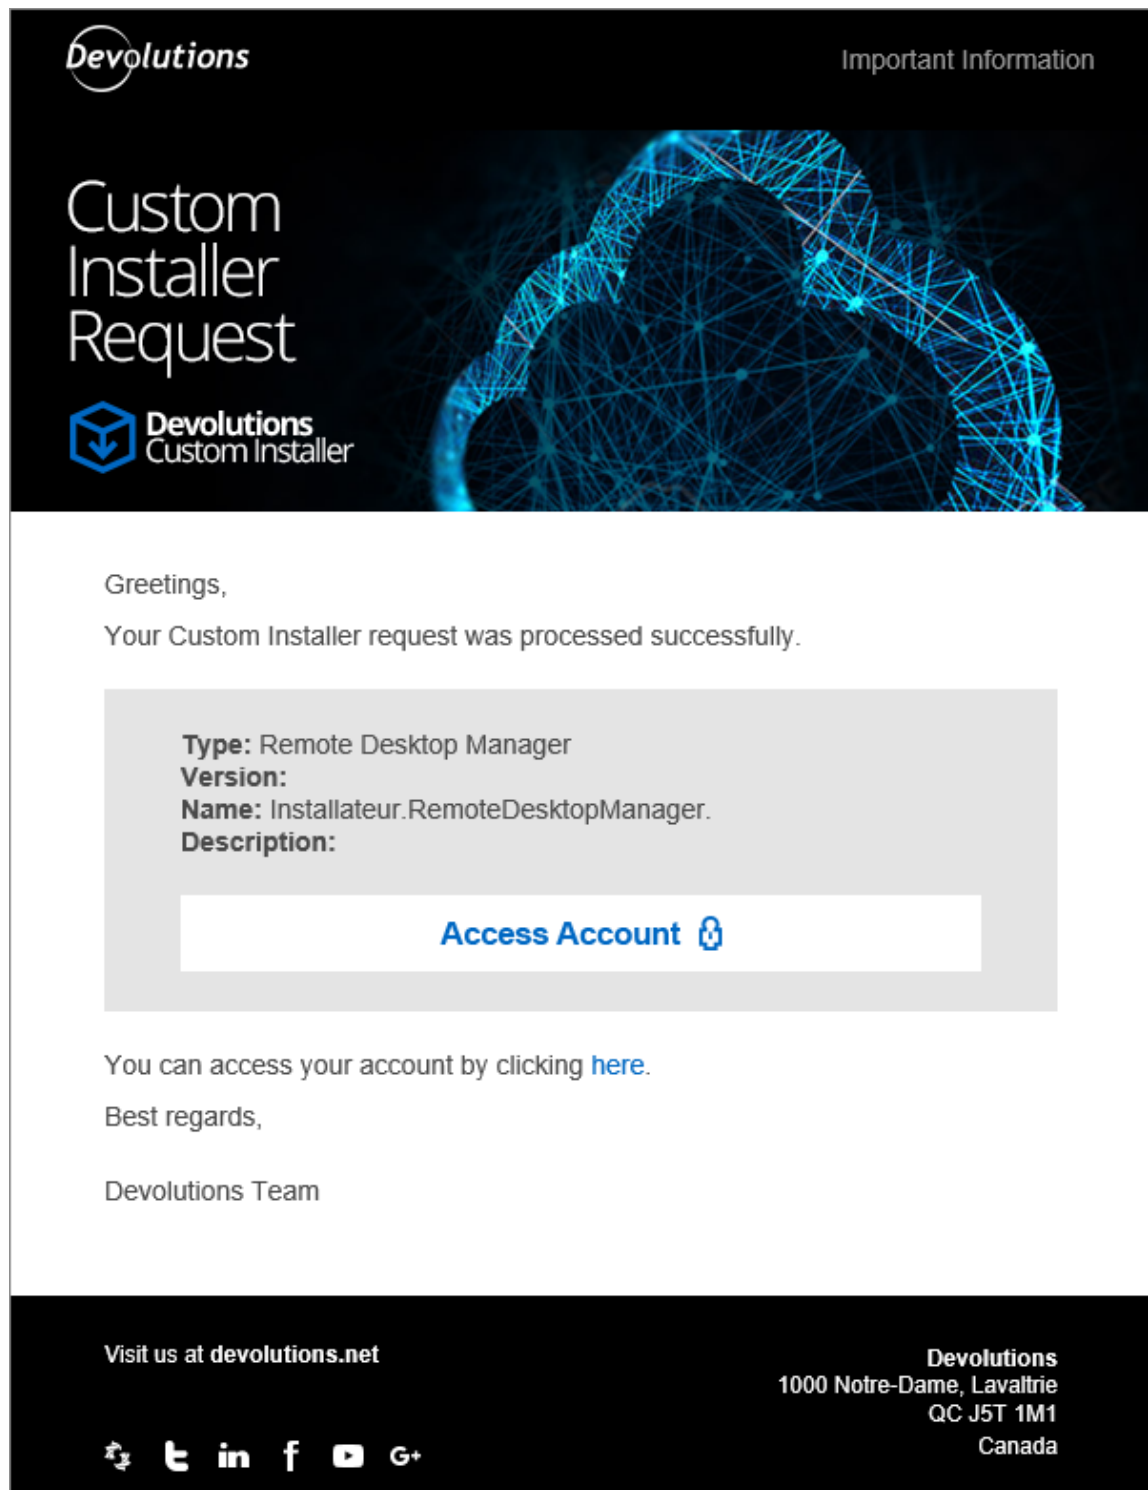 Devolutions
Important Information
Custom
Installer
Request
Devolutions
Custom Installer
Greetings,
Your Custom Installer request was processed successfully.
Type: Remote Desktop Manager
Version:
Name: Installateur.RemoteDesktopManager.
Description:
Access Account
You can access your account by clicking here.
Best regards,
Devolutions Team
Visit us at devolutions.net
Devolutions
1000 Notre-Dame, Lavaltrie
QC J5T 1M1
Canada
in f G+